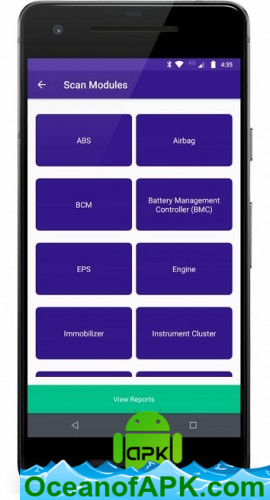 4G
4:35
Scan Modules
ABS
Airbag
BCM
Battery Management
Controller (BMC)
EPS
Engine
Immobilizer
Instrument Cluster
View Reports
APK
OceanofAPK.com